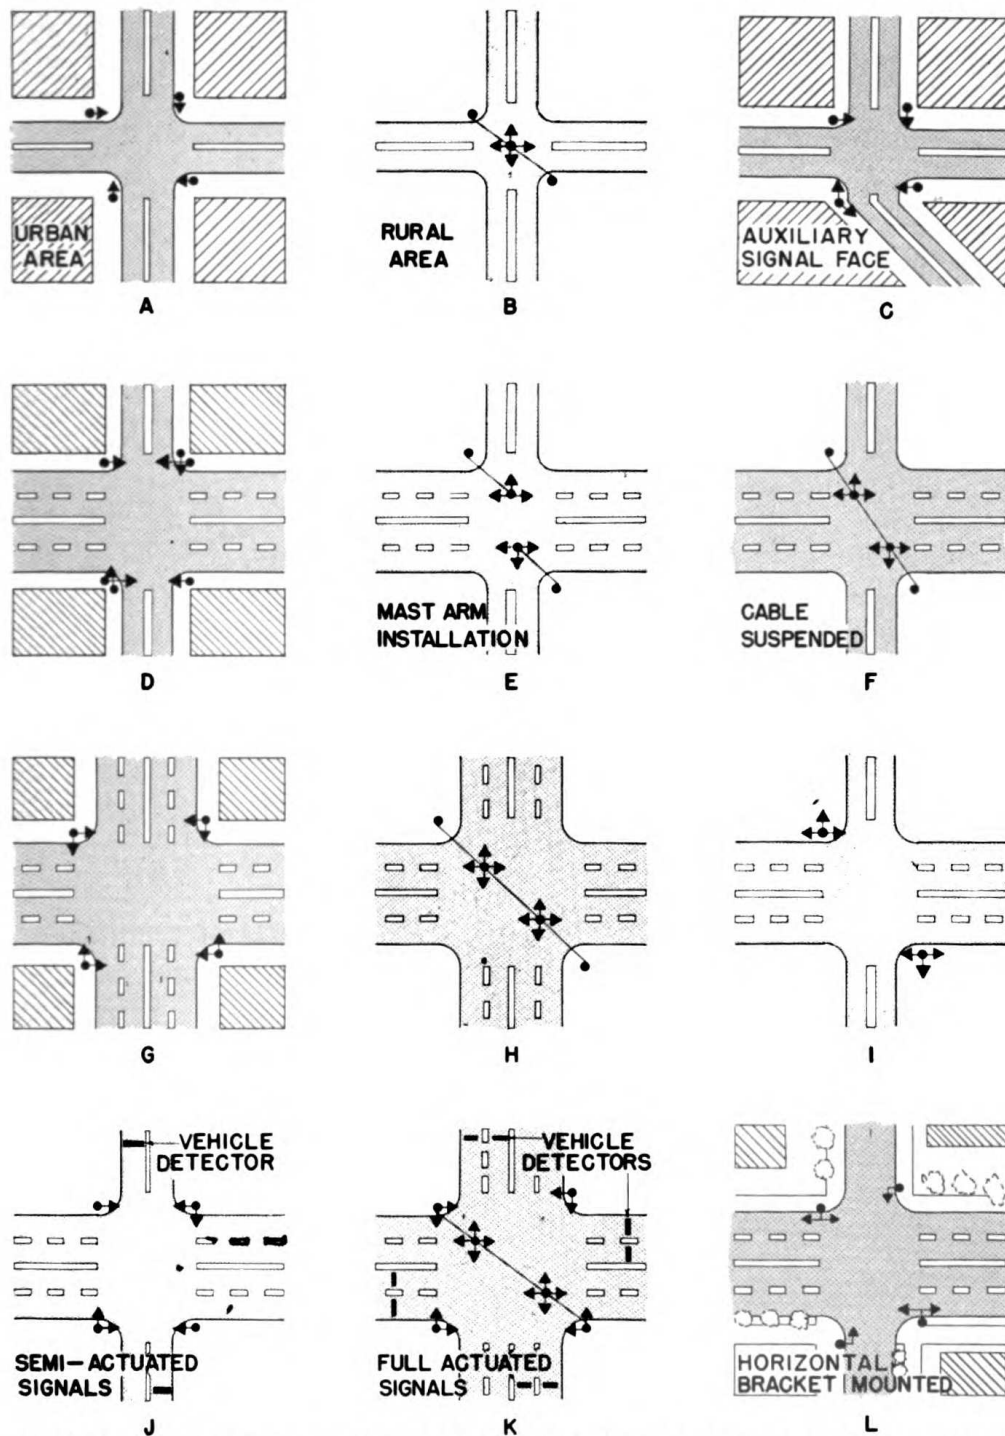 URBAN
AREA
A
RURAL
AREA
B
AUXILIARY
SIGNAL FACE
C
D
MAST ARM
INSTALLATION
E
CABLE
SUSPENDED
F
G
H
I
VEHICLE
DETECTOR
SEMI-ACTUATED
SIGNALS
J
VEHICLE
DETECTORS
FULL ACTUATED
SIGNALS
K
HORIZONTAL
BRACKET MOUNTED
L